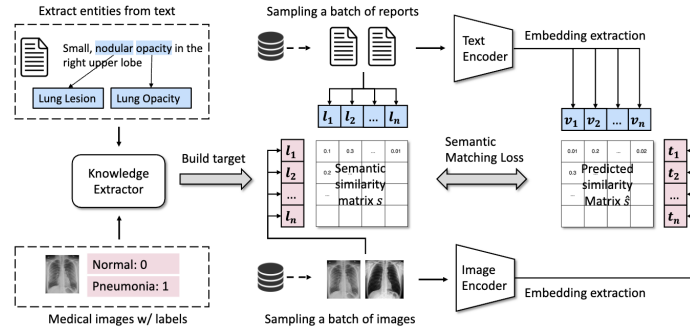 Extract entities from text
Small, nodular opacity in the
right upper lobe
Lung Lesion
Lung Opacity
Knowledge
Extractor
Normal: 0
Pneumonia: 1
Medical images w/ labels
Build target
Sampling a batch of reports
l1 l2 ... ln
l1
l2
...
ln
0.1 0.3 ... 0.01
0.2
...
Semantic
similarity
matrix s
Sampling a batch of images
Semantic
Matching Loss
Text
Encoder
Embedding extraction
v1 v2 ... vn
0.01 0.2 ... 0.02
0.3
...
Predicted
similarity
Matrix ŝ
t1
t2
...
tn
Image
Encoder
Embedding extraction